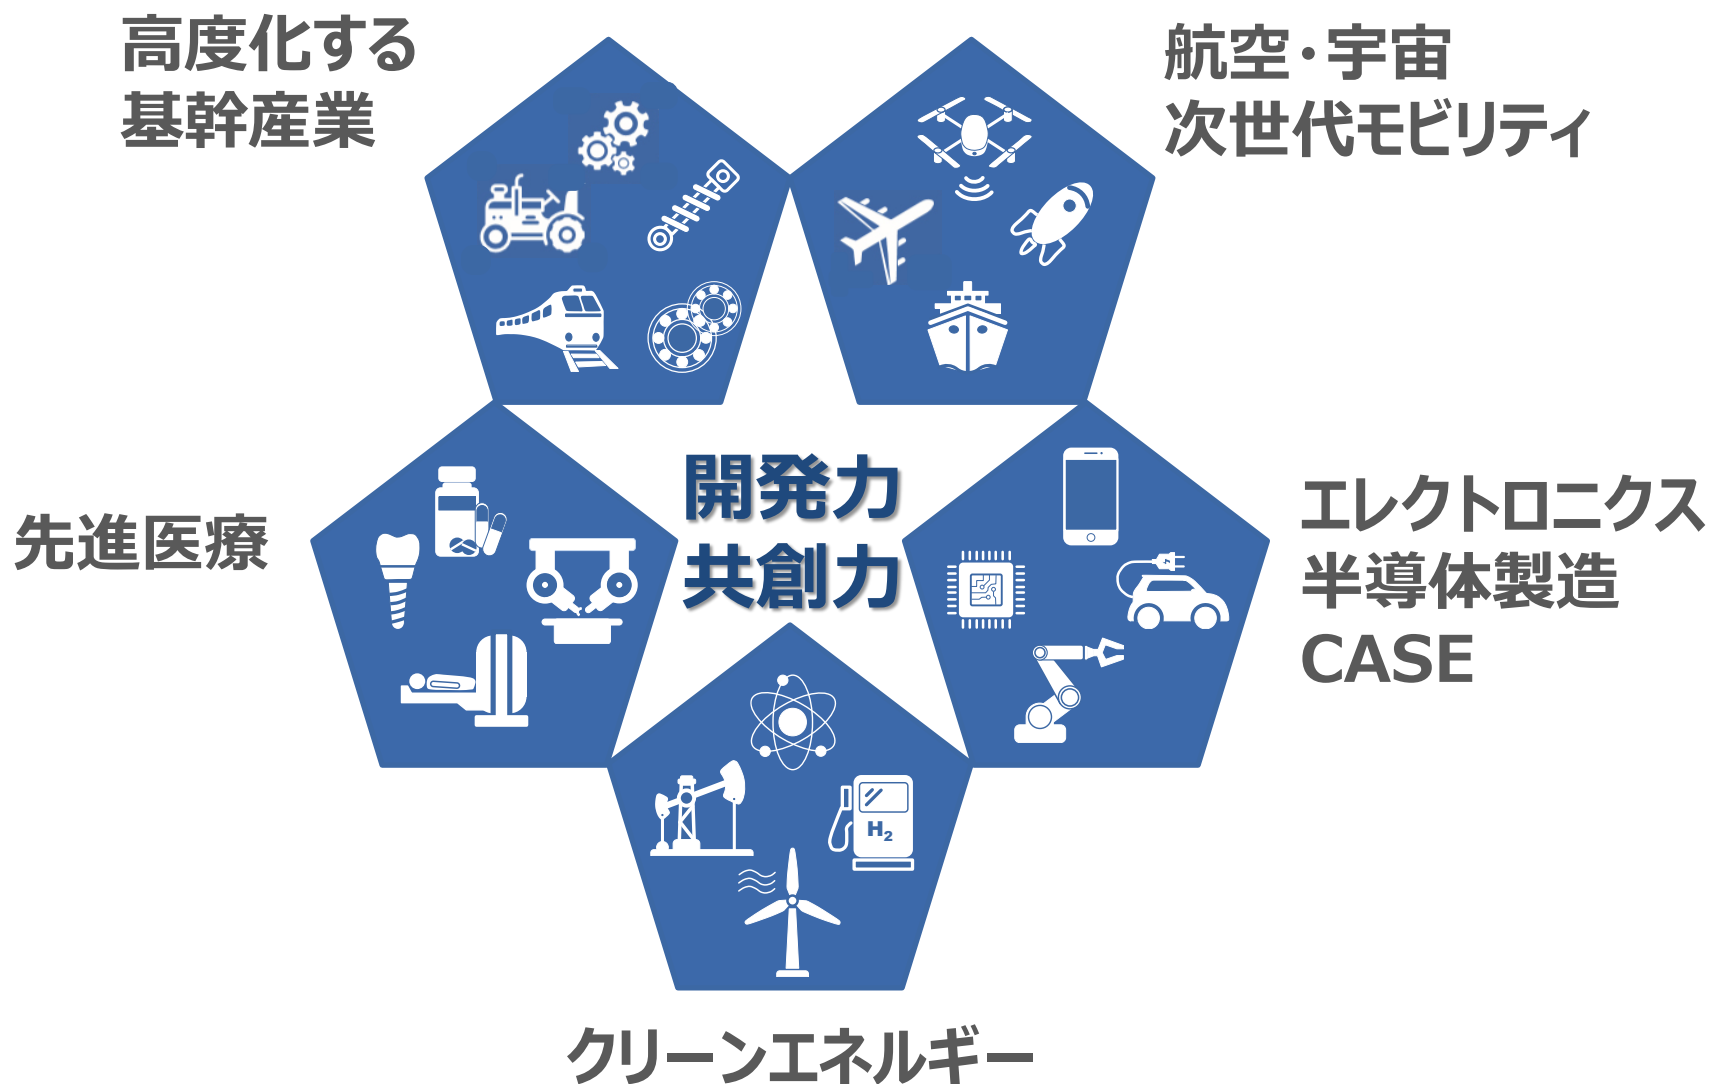 高度化する
基幹産業
航空・宇宙
次世代モビリティ
開発力
共創力
先進医療
エレクトロニクス
半導体製造
CASE
H₂
クリーンエネルギー